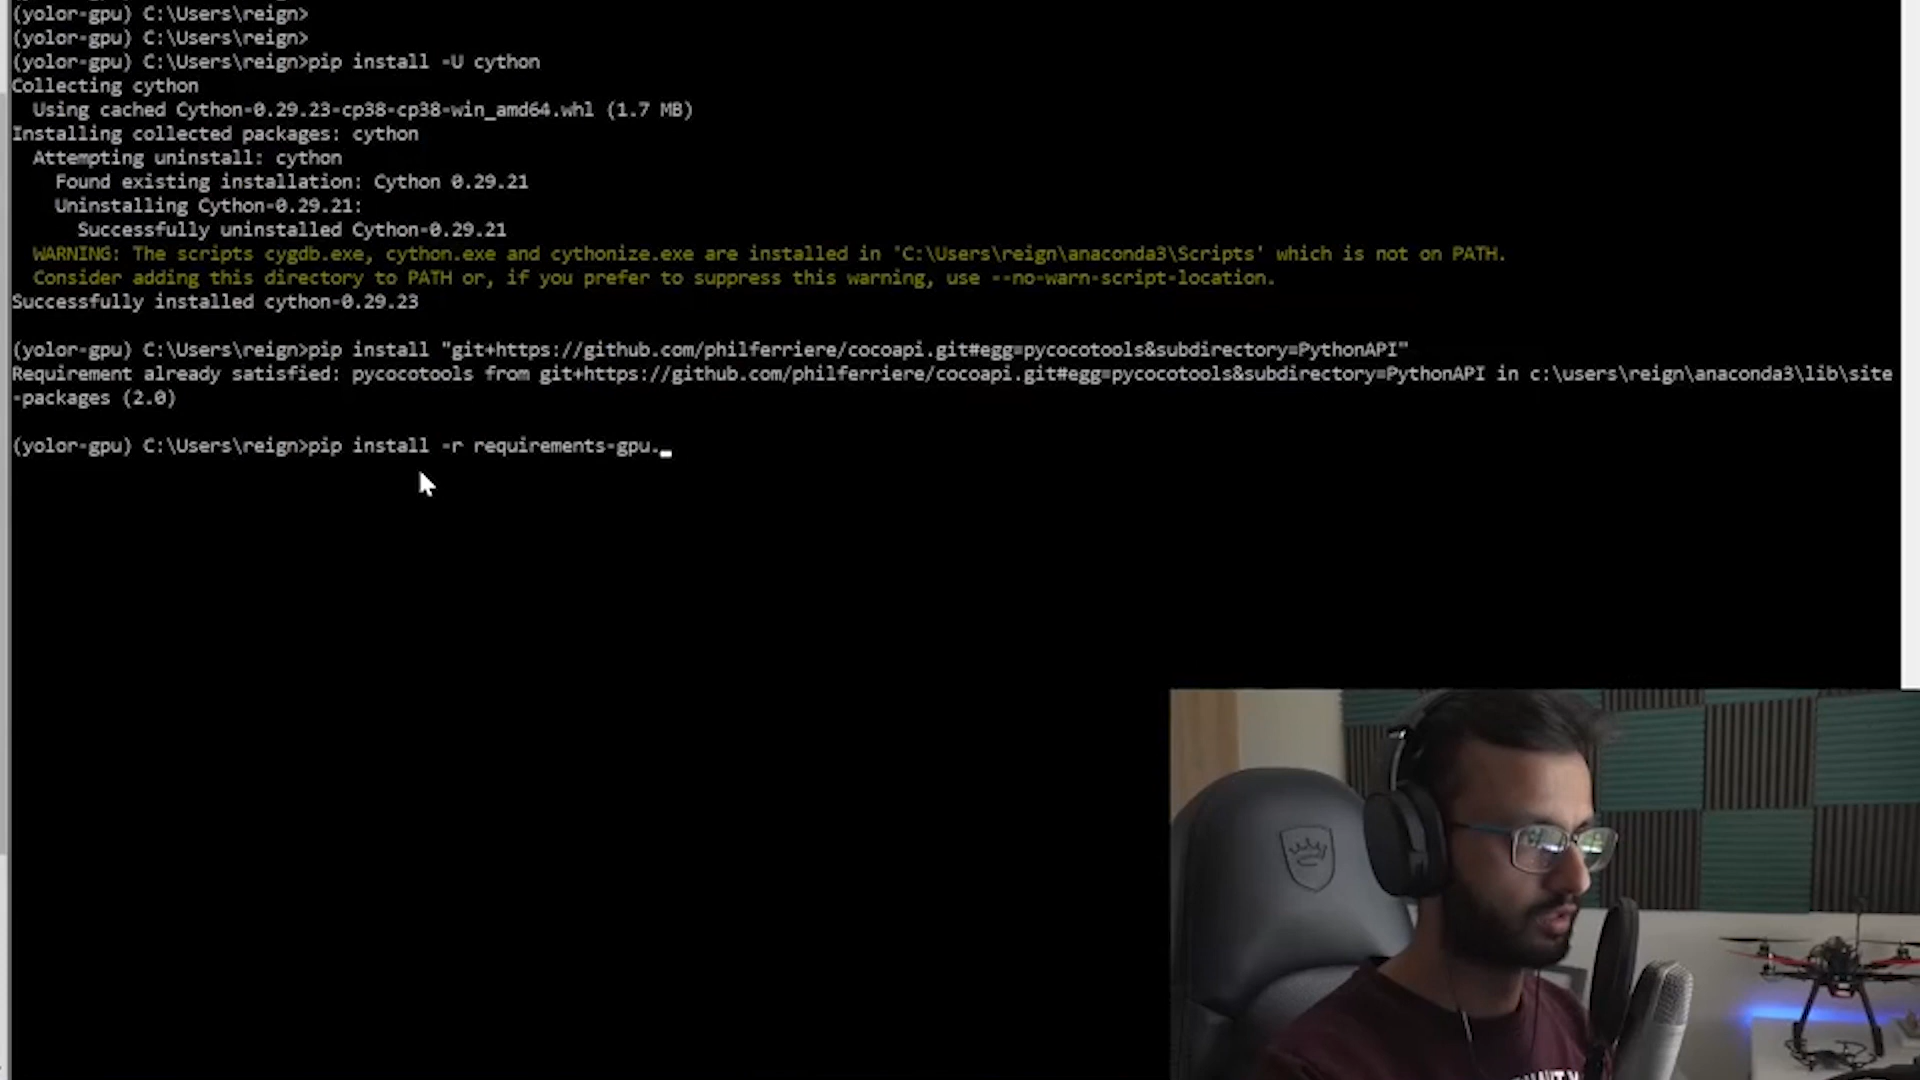 (yolor-gpu) C:\Users\reign>
(yolor-gpu) C:\Users\reign>
(yolor-gpu) C:\Users\reign>pip install -U cython
Collecting cython
  Using cached Cython-0.29.23-cp38-cp38-win_amd64.whl (1.7 MB)
Installing collected packages: cython
  Attempting uninstall: cython
    Found existing installation: Cython 0.29.21
    Uninstalling Cython-0.29.21:
      Successfully uninstalled Cython-0.29.21
  WARNING: The scripts cygdb.exe, cython.exe and cythonize.exe are installed in 'C:\Users\reign\anaconda3\Scripts' which is not on PATH.
  Consider adding this directory to PATH or, if you prefer to suppress this warning, use --no-warn-script-location.
Successfully installed cython-0.29.23
(yolor-gpu) C:\Users\reign>pip install "git+https://github.com/philferriere/cocoapi.git#egg=pycocotools&subdirectory=PythonAPI"
Requirement already satisfied: pycocotools from git+https://github.com/philferriere/cocoapi.git#egg=pycocotools&subdirectory=PythonAPI in c:\users\reign\anaconda3\lib\site
-packages (2.0)
(yolor-gpu) C:\Users\reign>pip install -r requirements-gpu.